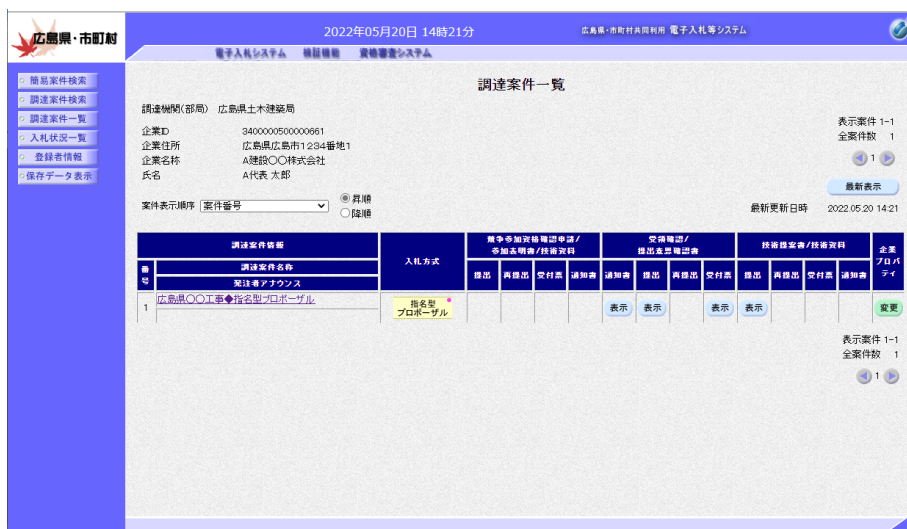 広島県・市町村
2022年05月20日 14時21分
広島県・市町村共同利用 電子入札等システム
電子入札システム 検証機能 資格審査システム
簡易案件検索
調達案件検索
調達案件一覧
入札状況一覧
登録者情報
保存データ表示
調達案件一覧
調達機関(部局) 広島県土木建築局
企業ID 3400000500000661
企業住所 広島県広島市1234番地1
企業名称 A建設〇〇株式会社
氏名 A代表 太郎
表示案件 1-1
全案件数 1
1
最新表示
案件表示順序 案件番号
昇順
降順
最新更新日時 2022.05.20 14:21
調達案件情報
入札方式
競争参加資格確認申請/
参加表明書/技術資料
受領確認/
提出意思確認書
技術提案書/技術資料
企業
プロパ
ティ
番号
調達案件名称
発注者アナウンス
提出 再提出 受付票 通知書 通知書 提出 再提出 受付票 提出 再提出 受付票 通知書
1 広島県〇〇工事◆指名型プロポーザル
指名型
プロポーザル
表示 表示 表示 表示 変更
表示案件 1-1
全案件数 1
1